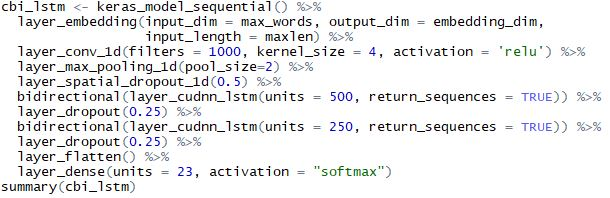 cbi_lstm <- keras_model_sequential() %>%
  layer_embedding(input_dim = max_words, output_dim = embedding_dim,
                  input_length = maxlen) %>%
  layer_conv_1d(filters = 1000, kernel_size = 4, activation = 'relu') %>%
  layer_max_pooling_1d(pool_size=2) %>%
  layer_spatial_dropout_1d(0.5) %>%
  bidirectional(layer_cudnn_lstm(units = 500, return_sequences = TRUE)) %>%
  layer_dropout(0.25) %>%
  bidirectional(layer_cudnn_lstm(units = 250, return_sequences = TRUE)) %>%
  layer_dropout(0.25) %>%
  layer_flatten() %>%
  layer_dense(units = 23, activation = "softmax")
summary(cbi_lstm)